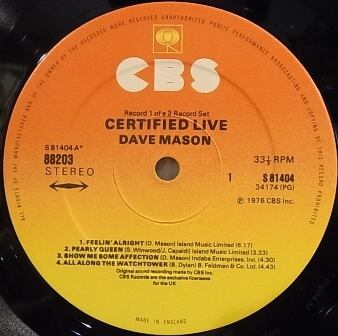 ALL RIGHTS OF THE MANUFACTURER AND OF THE OWNER OF THE RECORDED WORK RESERVED UNAUTHORISED PUBLIC PERFORMANCE BROADCASTING AND COPYING OF THIS RECORD PROHIBITED
CBS
Record 1 of a 2 Record Set
CERTIFIED LIVE
DAVE MASON
S 81404 A*
88203
STEREO
33⅓ RPM
1
S 81404
34174 (PG)
℗ 1976 CBS Inc.
1. FEELIN' ALRIGHT (D. Mason) Island Music Limited (6.17)
2. PEARLY QUEEN (S. Winwood/J. Capaldi) Island Music Limited (3.33)
3. SHOW ME SOME AFFECTION (D. Mason) Indaba Enterprises, Inc. (4.30)
4. ALL ALONG THE WATCHTOWER (B. Dylan) B. Feldman & Co. Ltd. (4.)
Original sound recording made by CBS Inc.
CBS Records are the exclusive licensees
for the UK
MADE IN ENGLAND